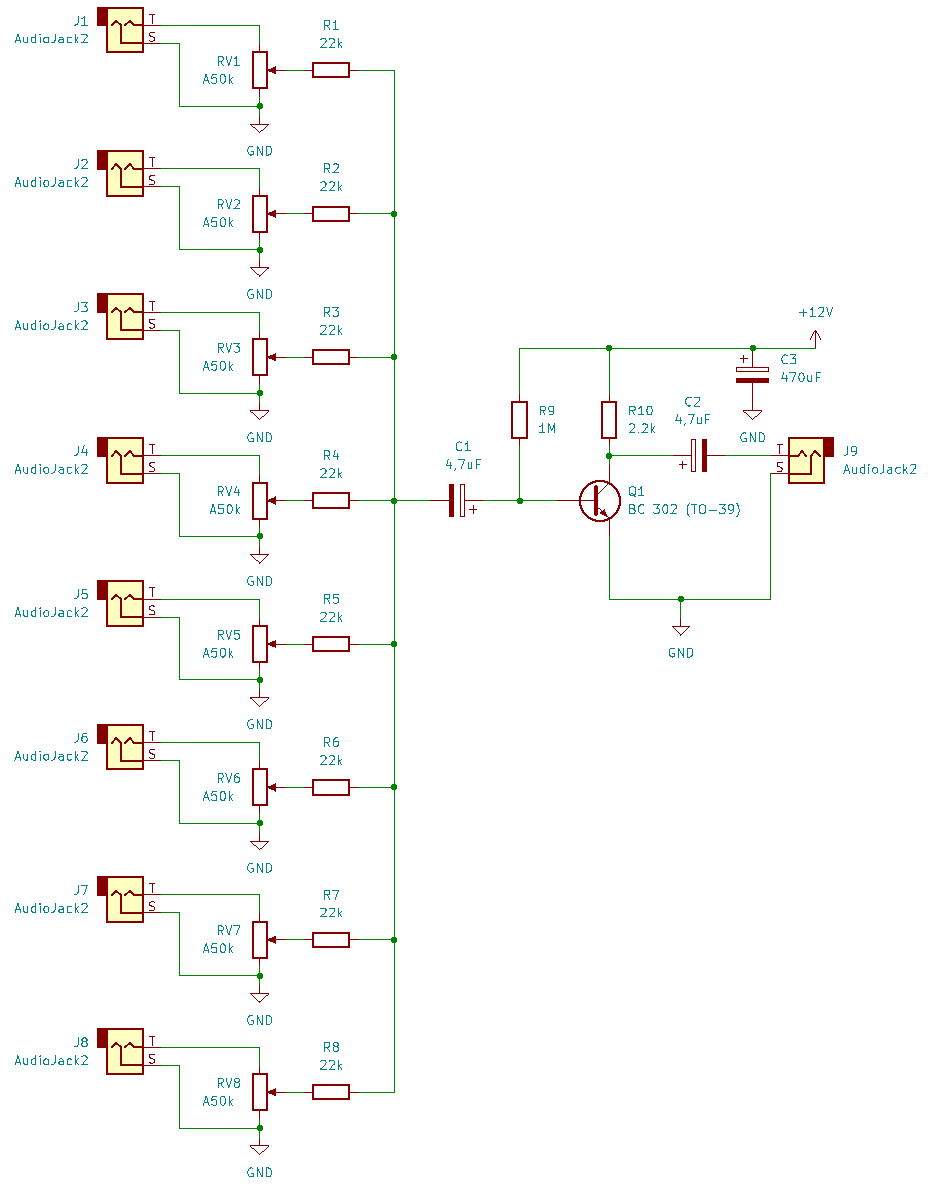 J1
AudioJack2
T
S
RV1
A50k
R1
22k
GND
J2
AudioJack2
T
S
RV2
A50k
R2
22k
GND
J3
AudioJack2
T
S
RV3
A50k
R3
22k
GND
J4
AudioJack2
T
S
RV4
A50k
R4
22k
GND
J5
AudioJack2
T
S
RV5
A50k
R5
22k
GND
J6
AudioJack2
T
S
RV6
A50k
R6
22k
GND
J7
AudioJack2
T
S
RV7
A50k
R7
22k
GND
J8
AudioJack2
T
S
RV8
A50k
R8
22k
GND
C1
4,7uF
+
R9
1M
R10
2.2k
Q1
BC 302 (TO-39)
GND
C2
4,7uF
+
+12V
+
C3
470uF
GND
T
S
J9
AudioJack2